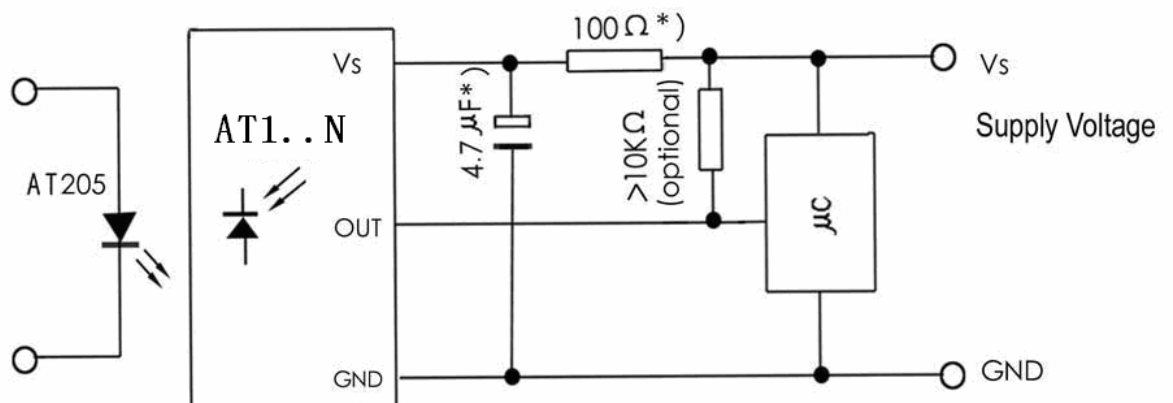 100Ω*)
Vs
Vs
4.7µF*)
>10KΩ
(optional)
Supply Voltage
AT1..N
AT205
µC
OUT
GND
GND